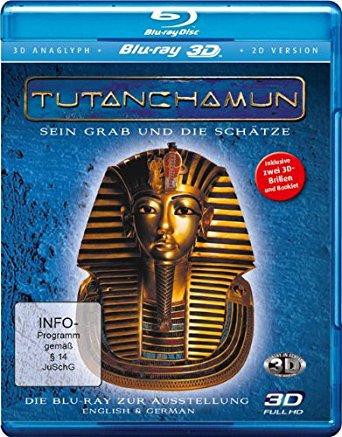 Blu-ray Disc
3D ANAGLYPH + Blu-ray 3D + 2D VERSION
TUTANCHAMUN
SEIN GRAB UND DIE SCHÄTZE
Inklusive
zwei 3D-
Brillen
und Booklet
INFO-
Programm
gemäß
§ 14
JuSchG
3D
DIE BLU-RAY ZUR AUSSTELLUNG
ENGLISH & GERMAN
3D
FULL HD